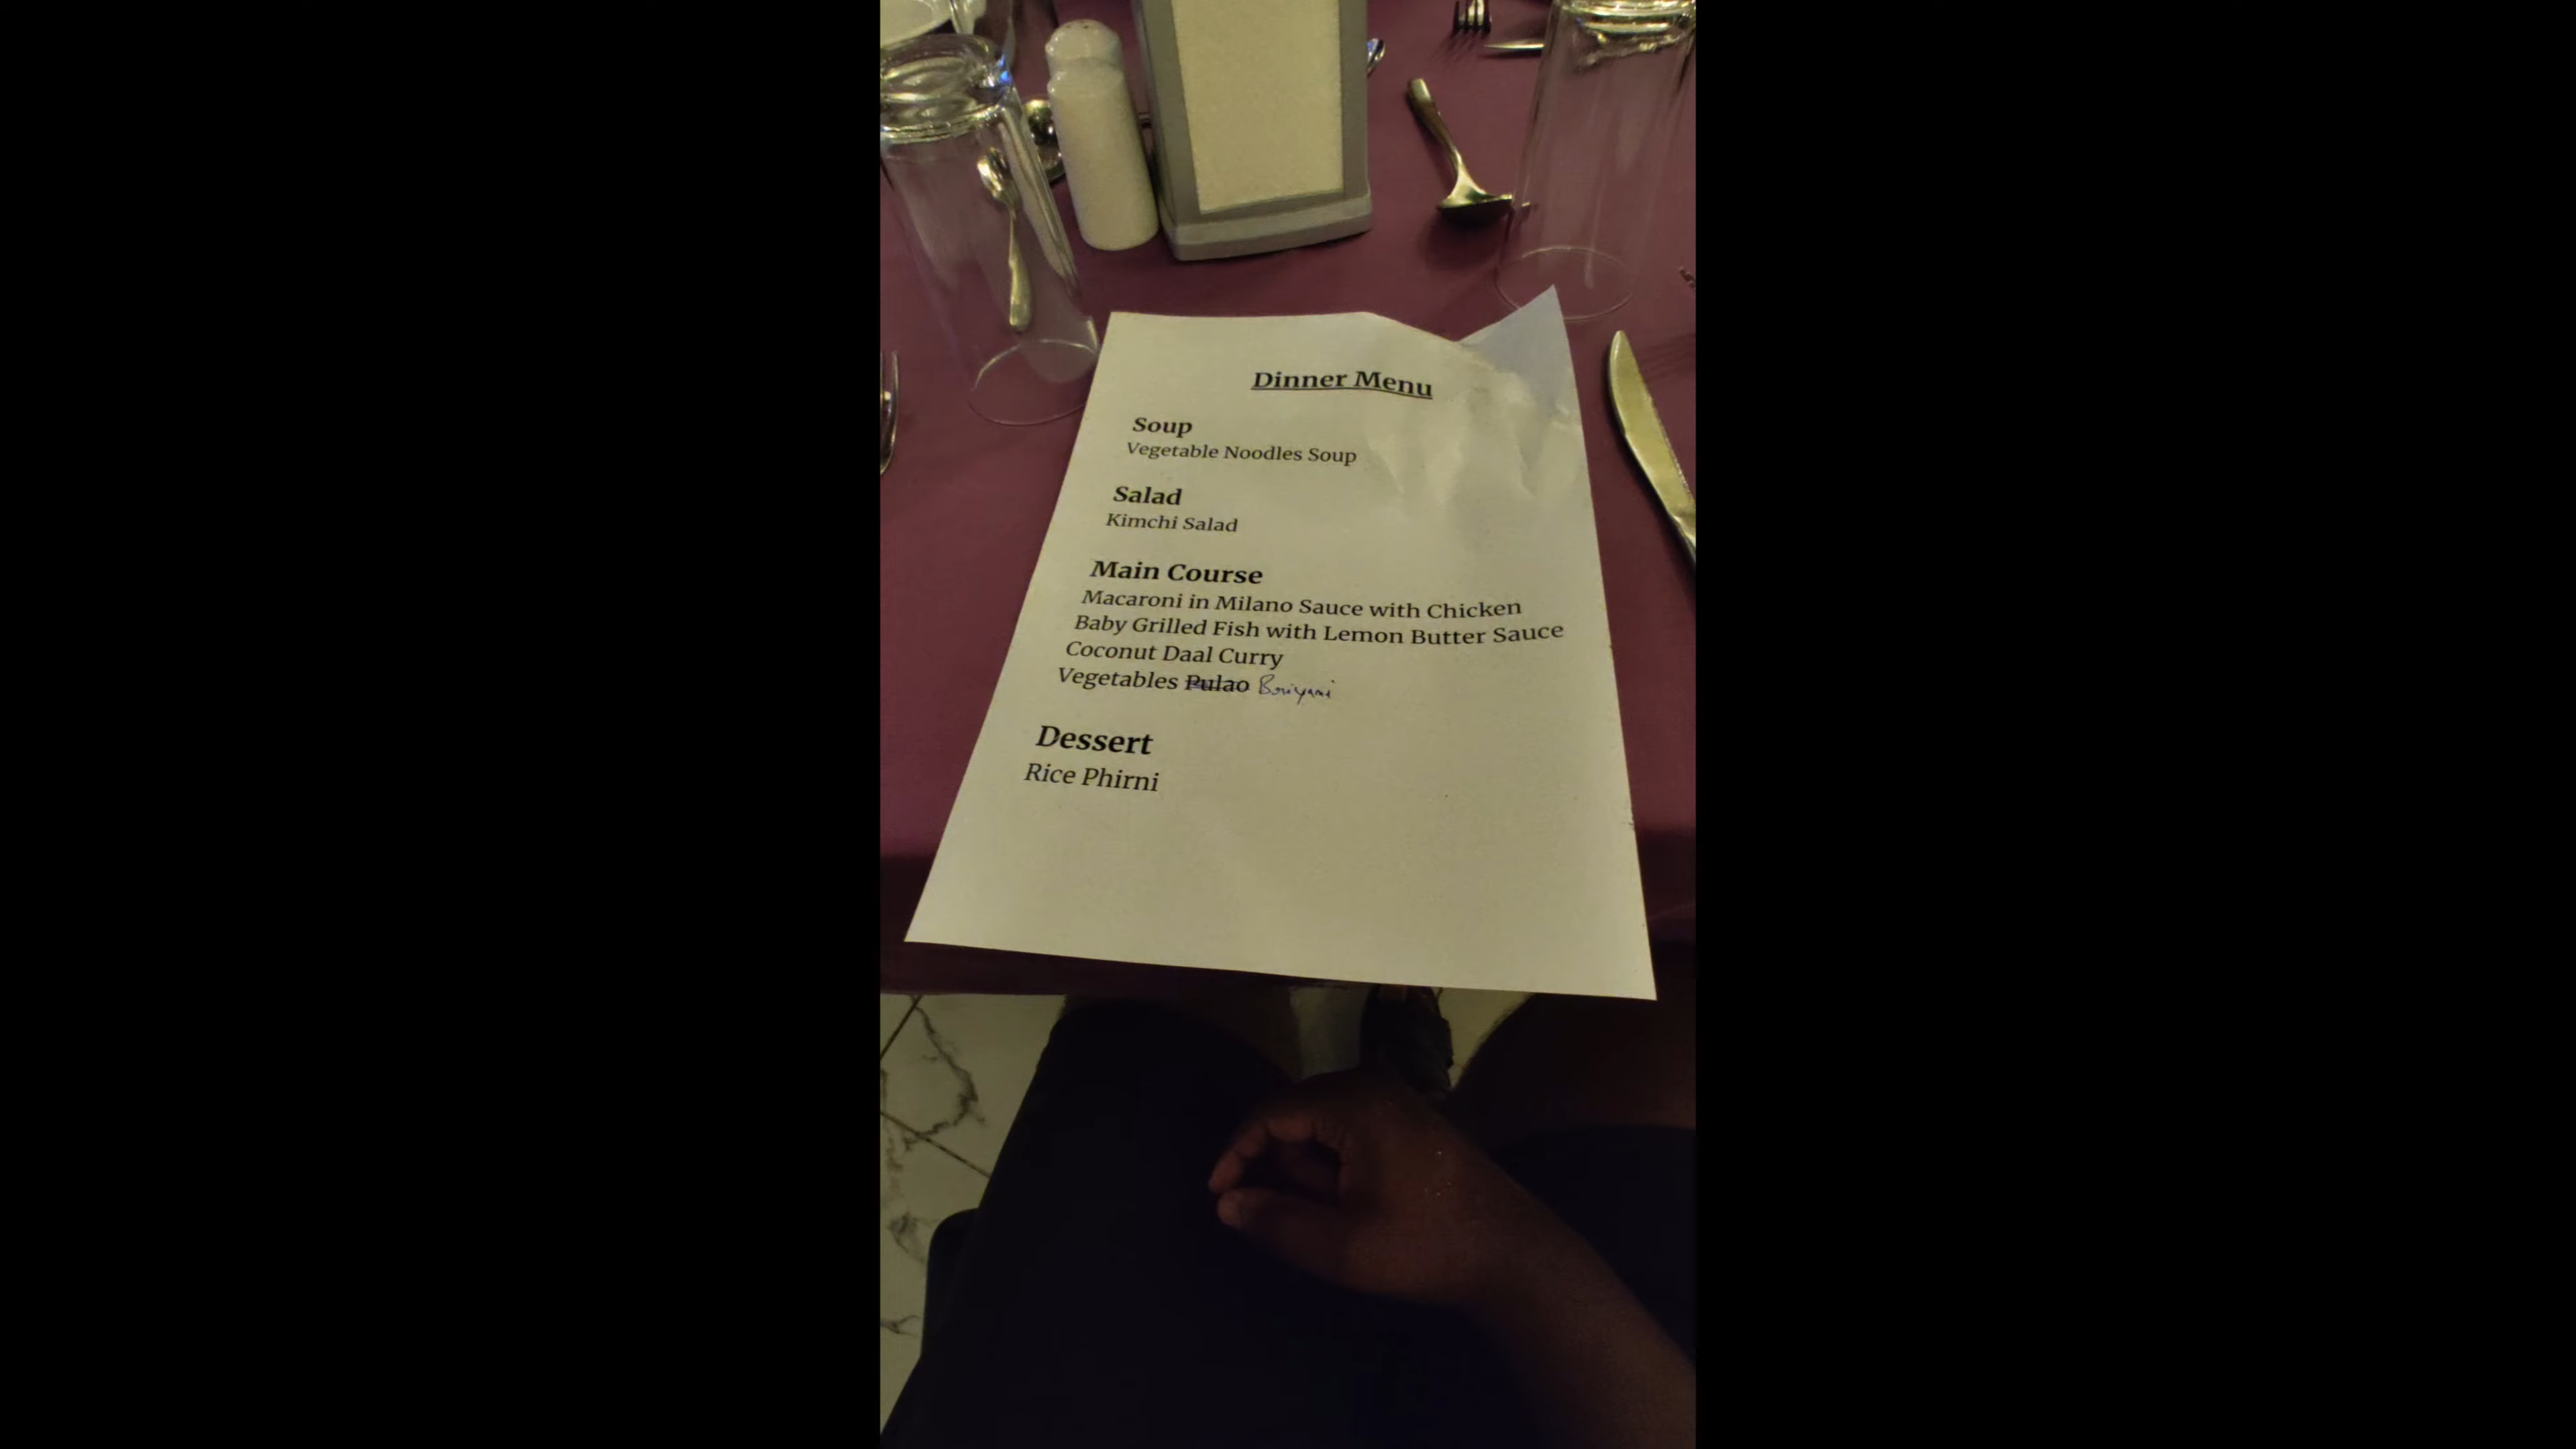 Dinner Menu
Soup
Vegetable Noodles Soup
Salad
Kimchi Salad
Main Course
Macaroni in Milano Sauce with Chicken
Baby Grilled Fish with Lemon Butter Sauce
Coconut Daal Curry
Vegetables Pulao Boriyani
Dessert
Rice Phirni